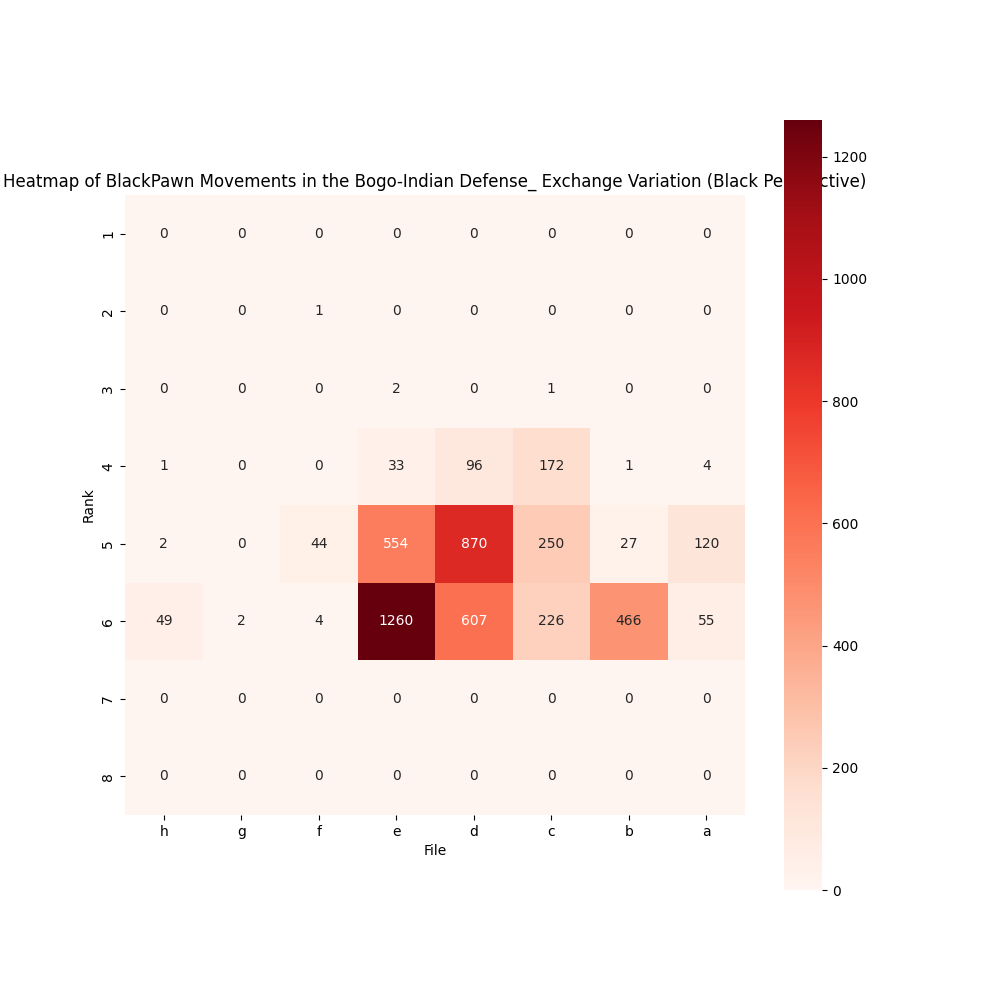 Heatmap of BlackPawn Movements in the Bogo-Indian Defense_ Exchange Variation (Black Pe ctive)
1 0 0 0 0 0 0 0 0
2 0 0 1 0 0 0 0 0
3 0 0 0 2 0 1 0 0
4 1 0 0 33 96 172 1 4
5 2 0 44 554 870 250 27 120
6 49 2 4 1260 607 226 466 55
7 0 0 0 0 0 0 0 0
8 0 0 0 0 0 0 0 0
h g f e d c b a
Rank
File
1200
1000
800
600
400
200
0